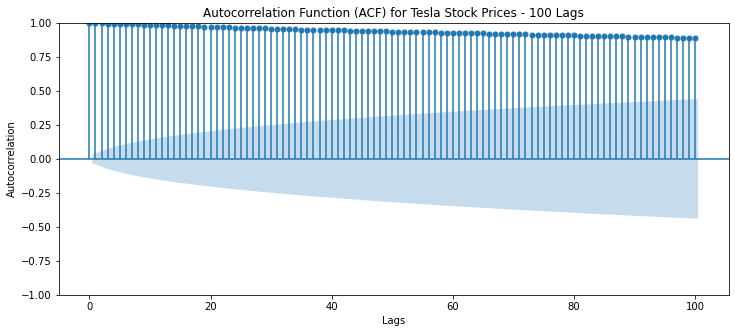 Autocorrelation Function (ACF) for Tesla Stock Prices - 100 Lags
1.00
0.75
0.50
0.25
0.00
−0.25
−0.50
−0.75
−1.00
Autocorrelation
0 20 40 60 80 100
Lags